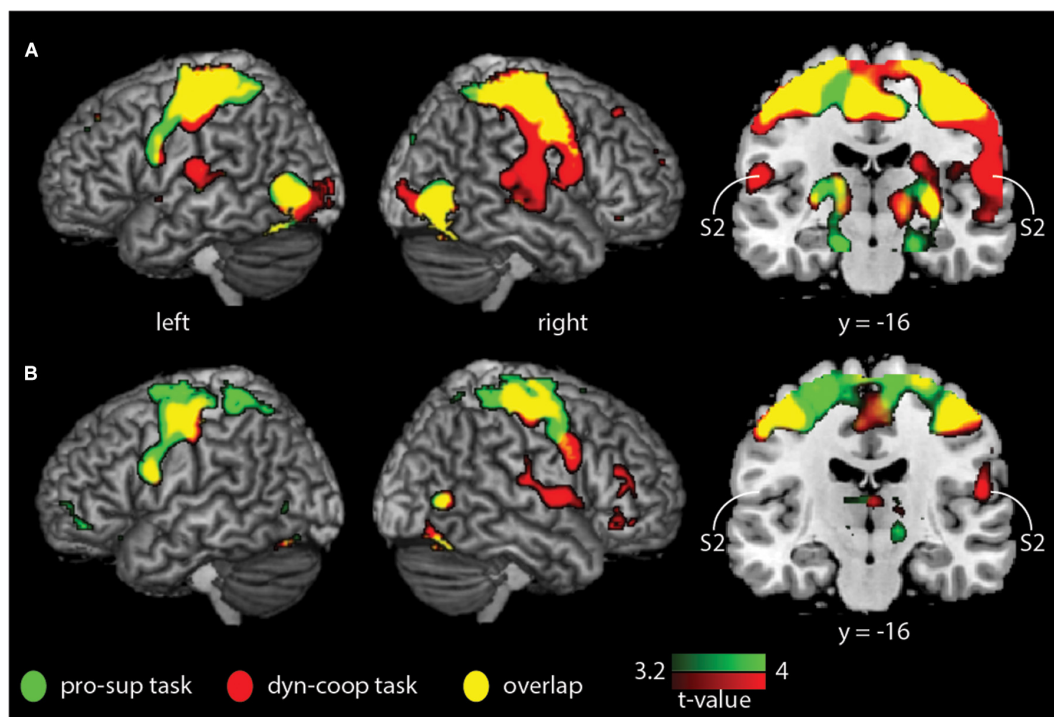 A
S2
S2
left
right
y = -16
B
S2
S2
y = -16
pro-sup task
dyn-coop task
overlap
3.2
4
t-value